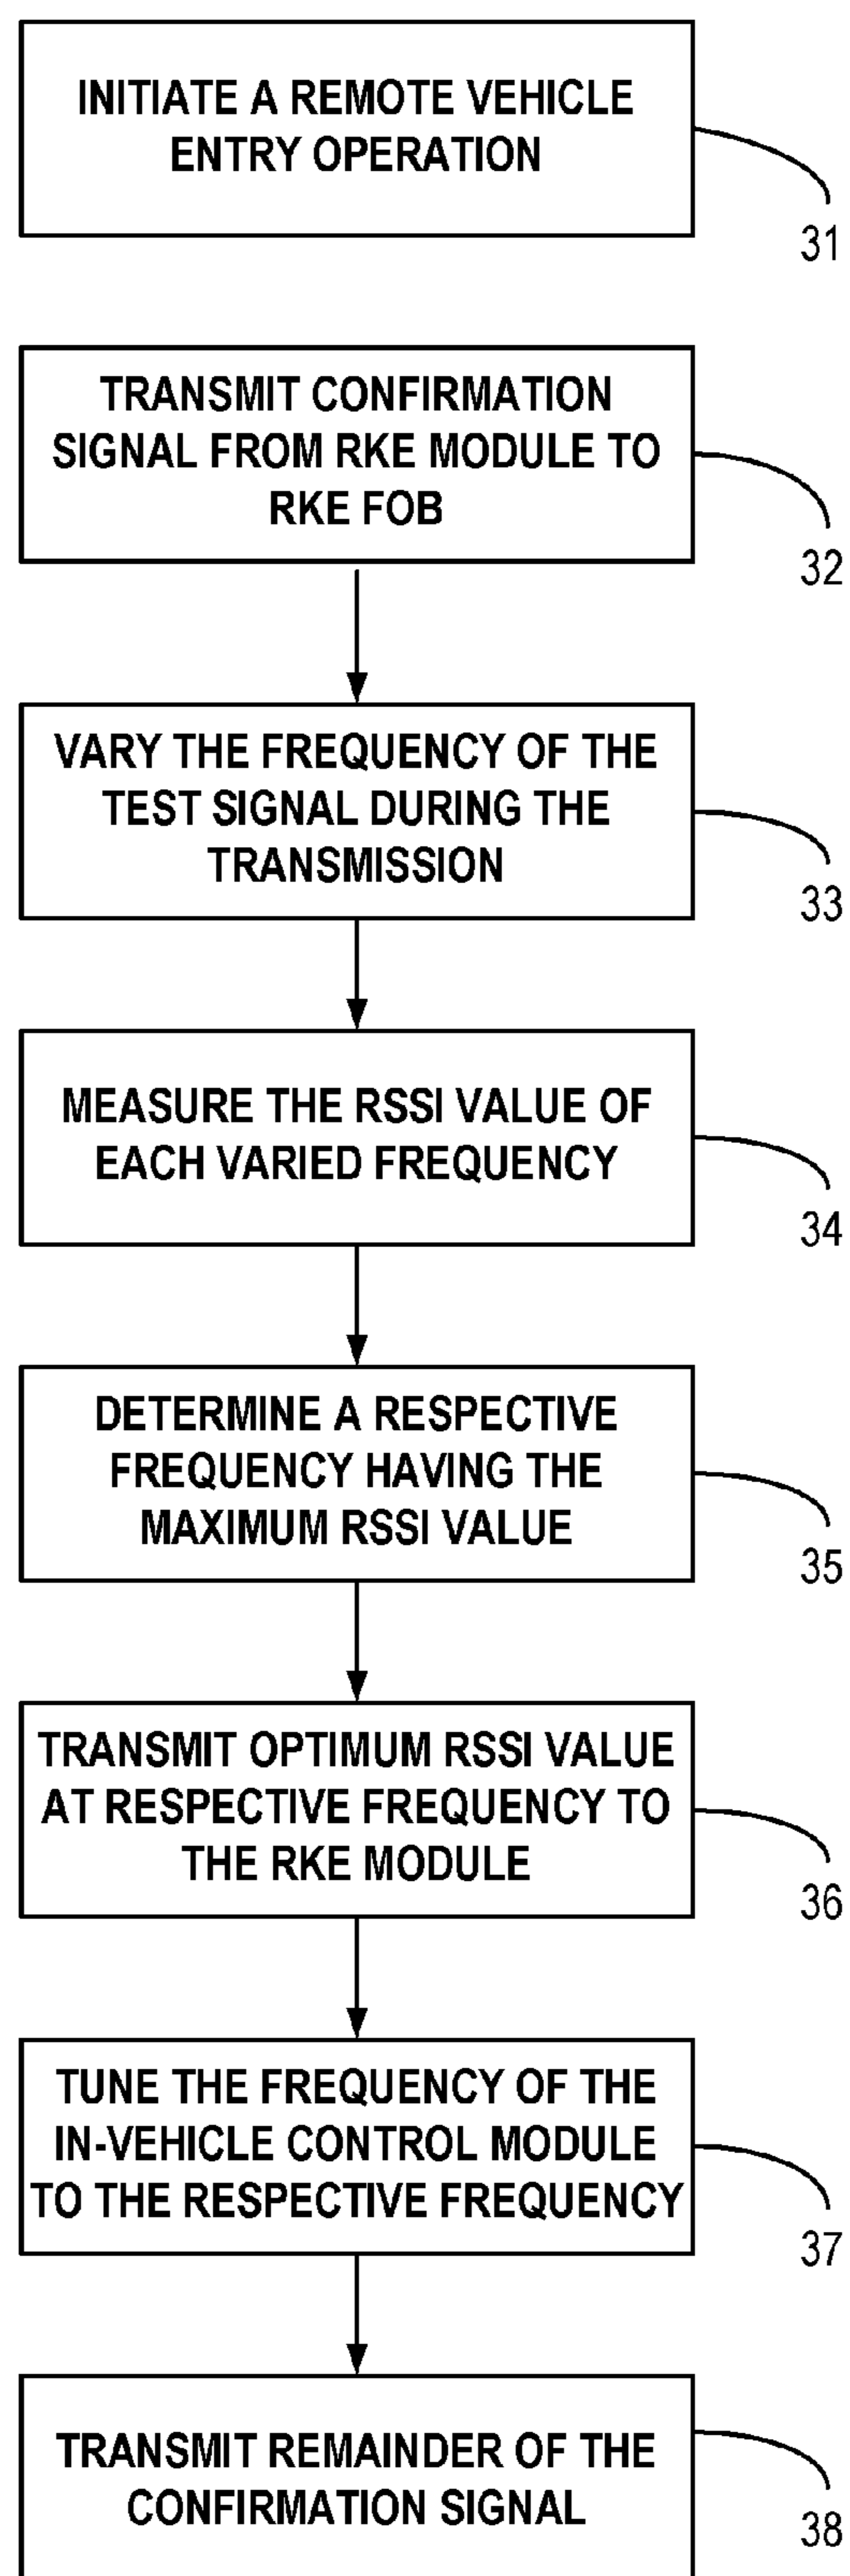 INITIATE A REMOTE VEHICLE
ENTRY OPERATION
31
TRANSMIT CONFIRMATION
SIGNAL FROM RKE MODULE TO
RKE FOB
32
VARY THE FREQUENCY OF THE
TEST SIGNAL DURING THE
TRANSMISSION
33
MEASURE THE RSSI VALUE OF
EACH VARIED FREQUENCY
34
DETERMINE A RESPECTIVE
FREQUENCY HAVING THE
MAXIMUM RSSI VALUE
35
TRANSMIT OPTIMUM RSSI VALUE
AT RESPECTIVE FREQUENCY TO
THE RKE MODULE
36
TUNE THE FREQUENCY OF THE
IN-VEHICLE CONTROL MODULE
TO THE RESPECTIVE FREQUENCY
37
TRANSMIT REMAINDER OF THE
CONFIRMATION SIGNAL
38